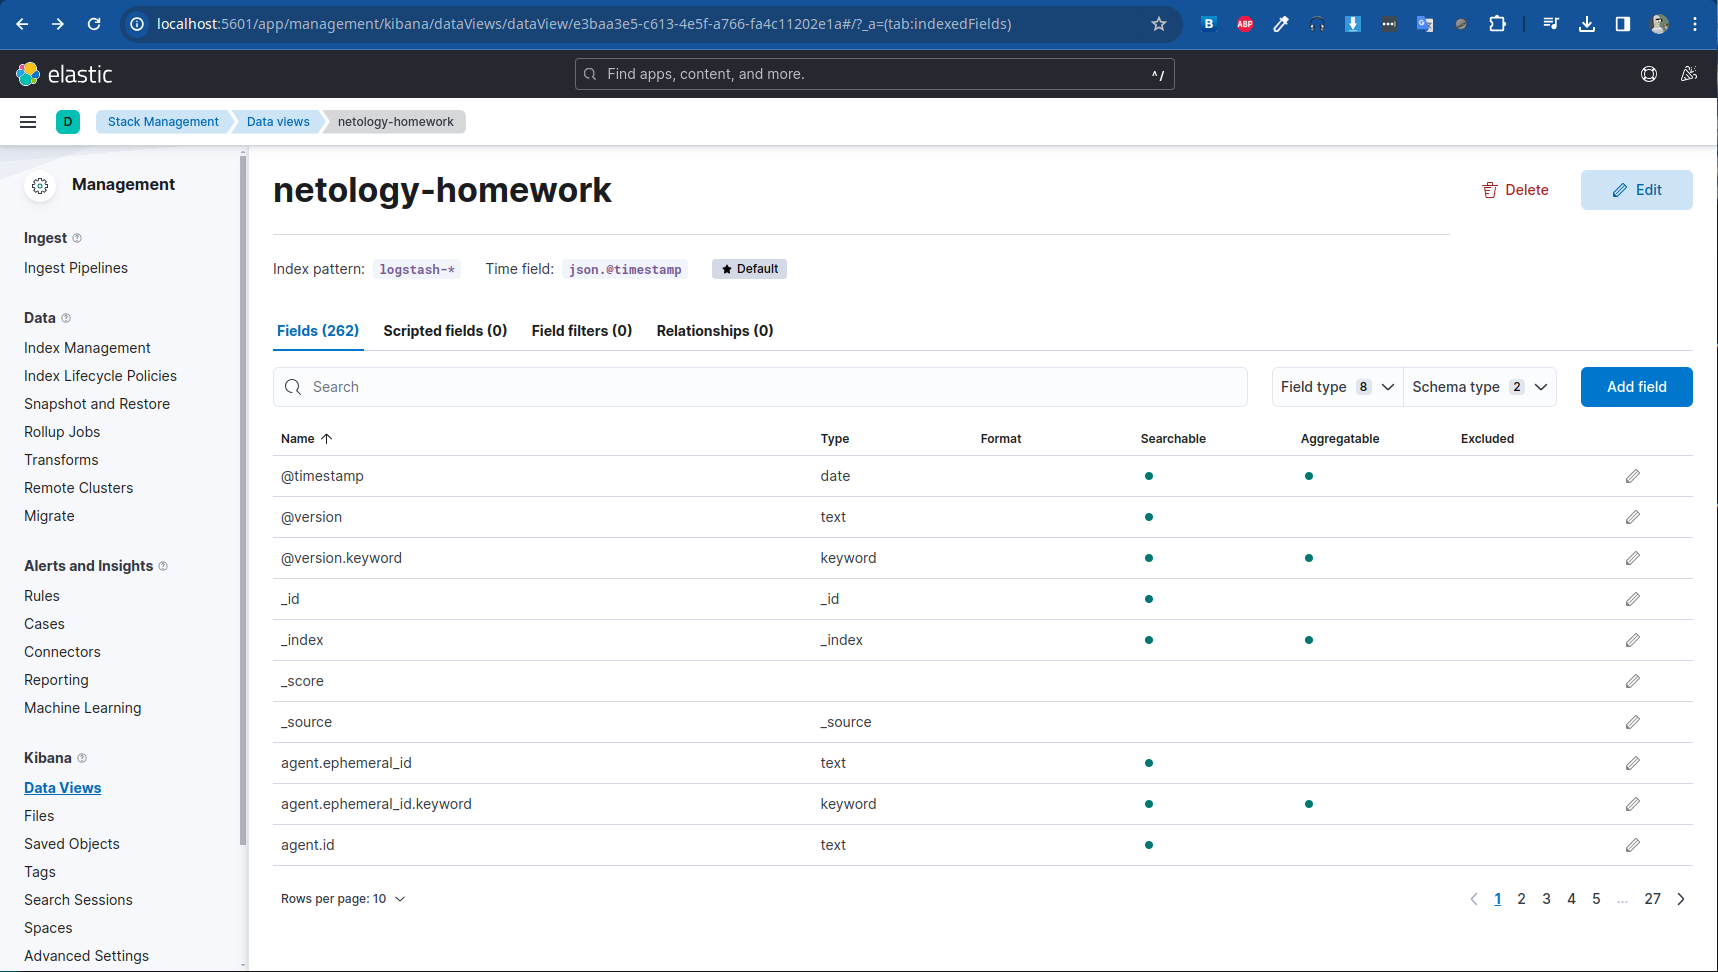 localhost:5601/app/management/kibana/dataViews/dataView/e3baa3e5-c613-4e5f-a766-fa4c11202e1a#/?_a=(tab:indexedFields)
B
ABP
elastic
Find apps, content, and more.
^/
D
Stack Management
Data views
netology-homework
Management
Ingest
Ingest Pipelines
Data
Index Management
Index Lifecycle Policies
Snapshot and Restore
Rollup Jobs
Transforms
Remote Clusters
Migrate
Alerts and Insights
Rules
Cases
Connectors
Reporting
Machine Learning
Kibana
Data Views
Files
Saved Objects
Tags
Search Sessions
Spaces
Advanced Settings
netology-homework
Delete
Edit
Index pattern: logstash-* Time field: json.@timestamp Default
Fields (262) Scripted fields (0) Field filters (0) Relationships (0)
Search
Field type 8
Schema type 2
Add field
Name Type Format Searchable Aggregatable Excluded
@timestamp date
@version text
@version.keyword keyword
_id _id
_index _index
_score
_source _source
agent.ephemeral_id text
agent.ephemeral_id.keyword keyword
agent.id text
Rows per page: 10
1 2 3 4 5 ... 27